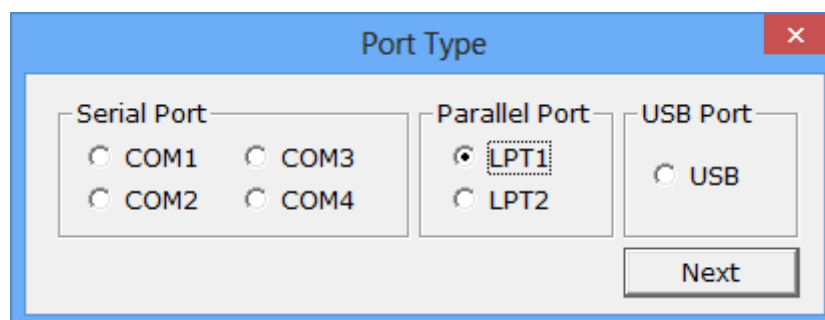 Port Type
Serial Port
COM1 COM3
COM2 COM4
Parallel Port
LPT1
LPT2
USB Port
USB
Next